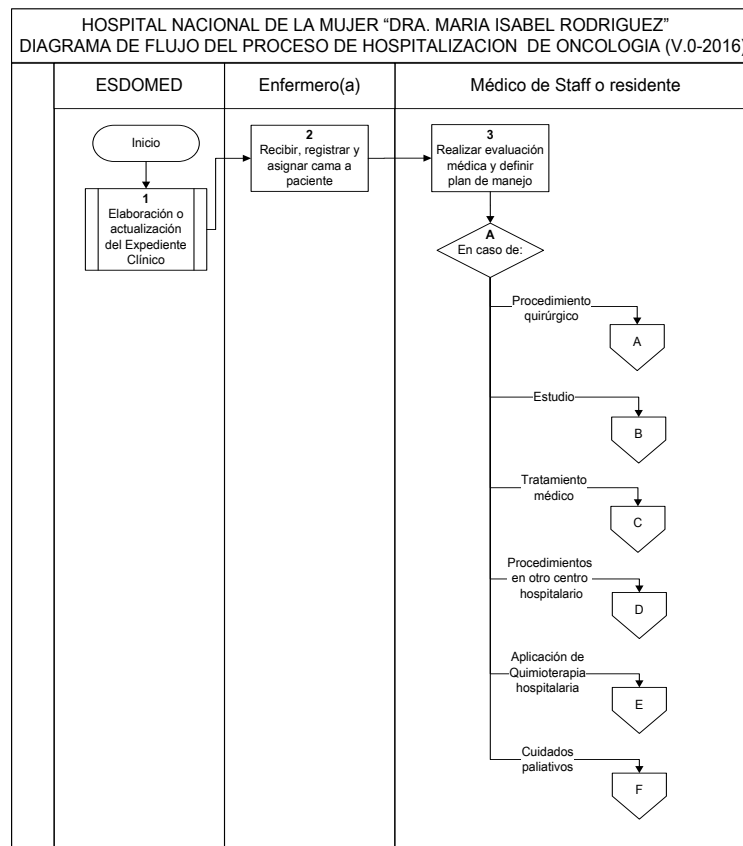 HOSPITAL NACIONAL DE LA MUJER “DRA. MARIA ISABEL RODRIGUEZ”
DIAGRAMA DE FLUJO DEL PROCESO DE HOSPITALIZACION DE ONCOLOGIA (V.0-2016)
ESDOMED
Enfermero(a)
Médico de Staff o residente
Inicio
1
Elaboración o
actualización
del Expediente
Clínico
2
Recibir, registrar y
asignar cama a
paciente
3
Realizar evaluación
médica y definir
plan de manejo
A
En caso de:
Procedimiento
quirúrgico
A
Estudio
B
Tratamiento
médico
C
Procedimientos
en otro centro
hospitalario
D
Aplicación de
Quimioterapia
hospitalaria
E
Cuidados
paliativos
F